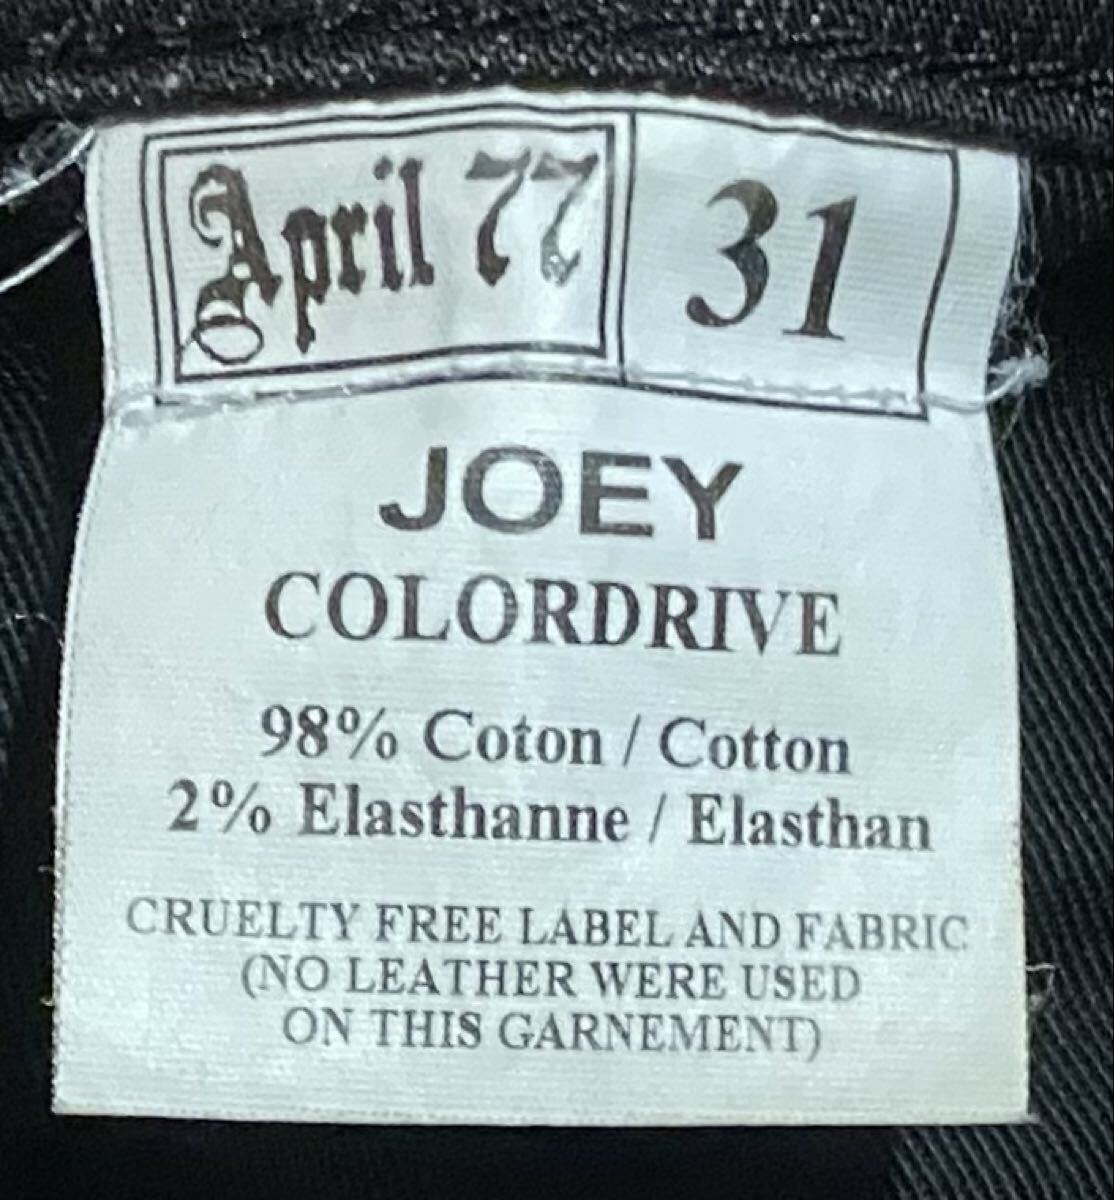 April 77 31
JOEY
COLORDRIVE
98% Coton / Cotton
2% Elasthanne / Elasthan
CRUELTY FREE LABEL AND FABRIC
(NO LEATHER WERE USED
ON THIS GARNEMENT)